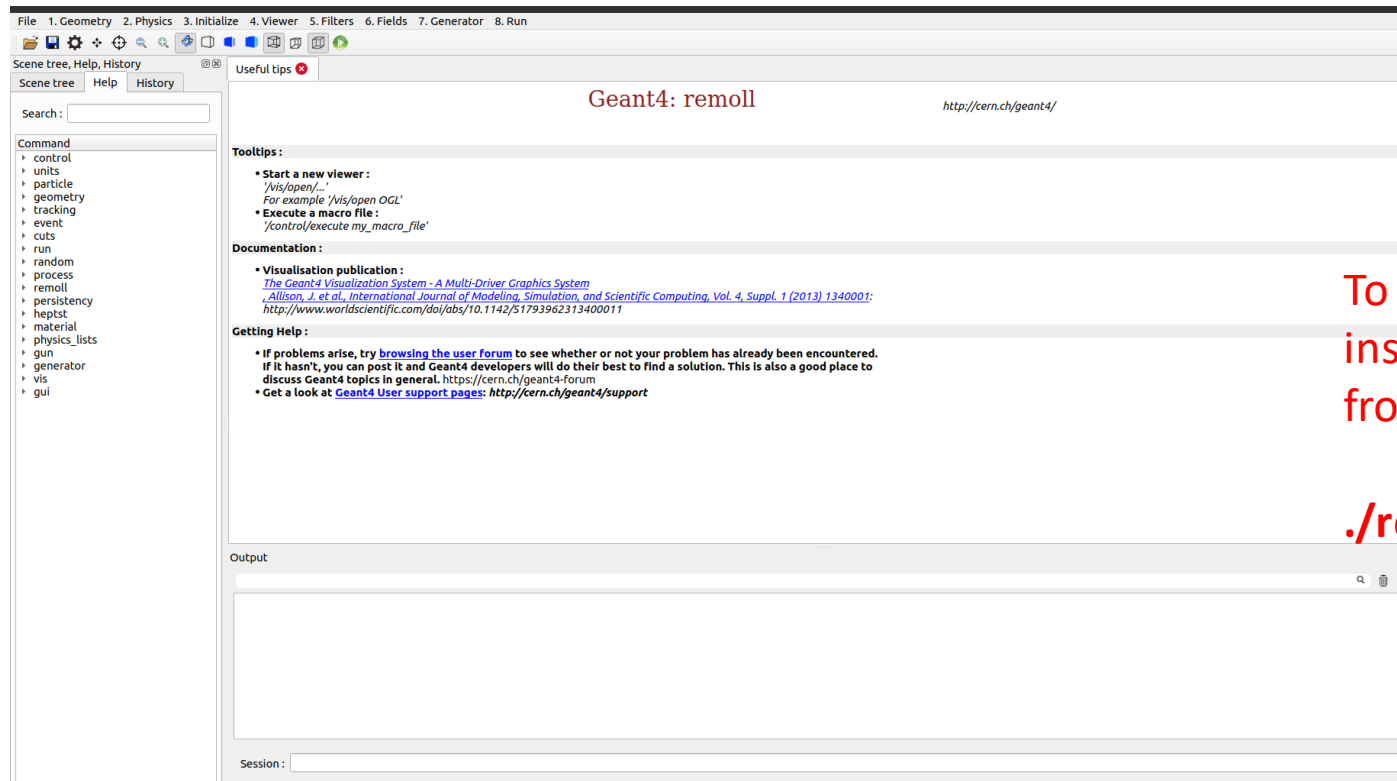 File 1. Geometry 2. Physics 3. Initialize 4. Viewer 5. Filters 6. Fields 7. Generator 8. Run
Scene tree, Help, History
Scene tree Help History
Search :
Command
control
units
particle
geometry
tracking
event
cuts
run
random
process
remoll
persistency
heptst
material
physics_lists
gun
generator
vis
gui
Useful tips
Geant4: remoll
http://cern.ch/geant4/
Tooltips :
• Start a new viewer :
'/vis/open/...'
For example '/vis/open OGL'
• Execute a macro file :
'/control/execute my_macro_file'
Documentation :
• Visualisation publication :
The Geant4 Visualization System - A Multi-Driver Graphics System
, Allison, J. et al., International Journal of Modeling, Simulation, and Scientific Computing, Vol. 4, Suppl. 1 (2013) 1340001:
http://www.worldscientific.com/doi/abs/10.1142/S1793962313400011
Getting Help :
• If problems arise, try browsing the user forum to see whether or not your problem has already been encountered.
If it hasn't, you can post it and Geant4 developers will do their best to find a solution. This is also a good place to
discuss Geant4 topics in general. https://cern.ch/geant4-forum
• Get a look at Geant4 User support pages: http://cern.ch/geant4/support
To
ins
fro
./r
Output
Session :